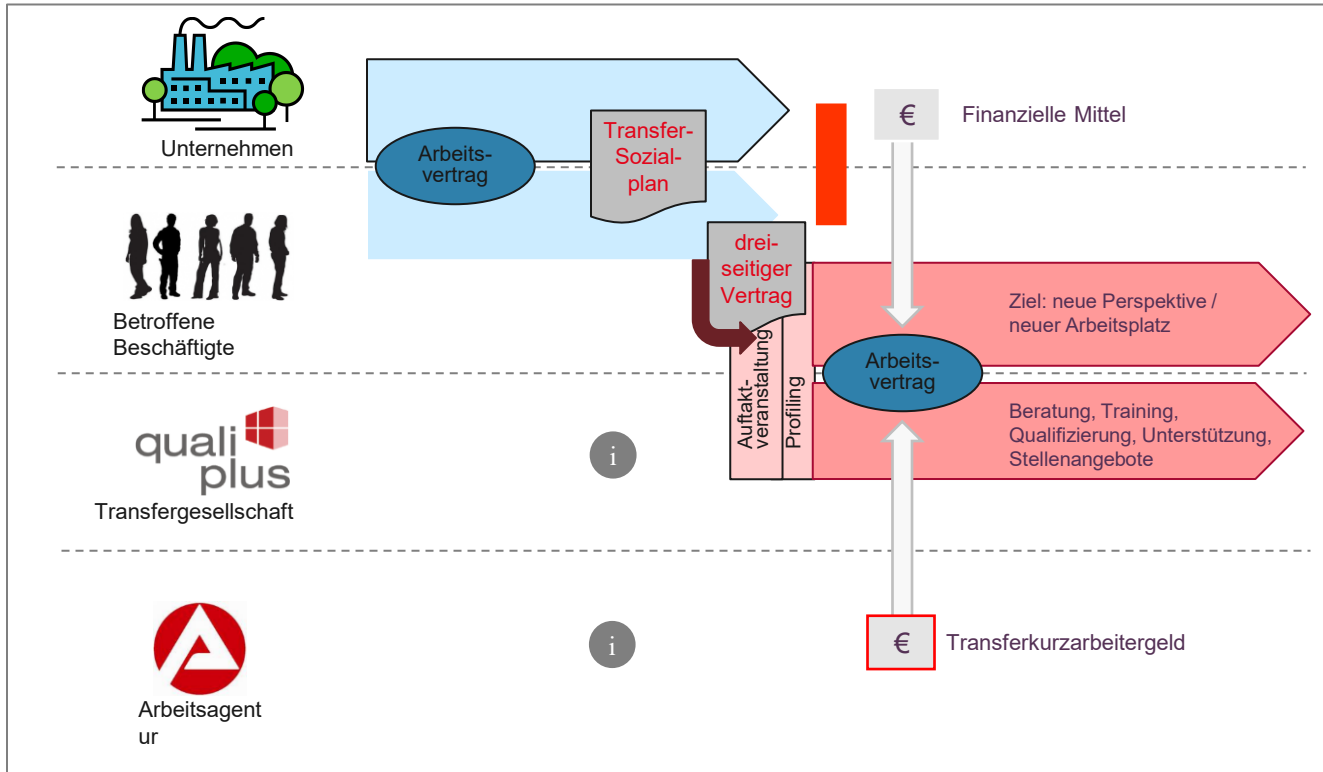 Unternehmen
Arbeits-
vertrag
Transfer-
Sozial-
plan
€
Finanzielle Mittel
Betroffene
Beschäftigte
drei-
seitiger
Vertrag
Auftakt-
veranstaltung
Profiling
Ziel: neue Perspektive /
neuer Arbeitsplatz
Arbeits-
vertrag
quali
plus
Transfergesellschaft
i
Beratung, Training,
Qualifizierung, Unterstützung,
Stellenangebote
Arbeitsagent
ur
i
€
Transferkurzarbeitergeld